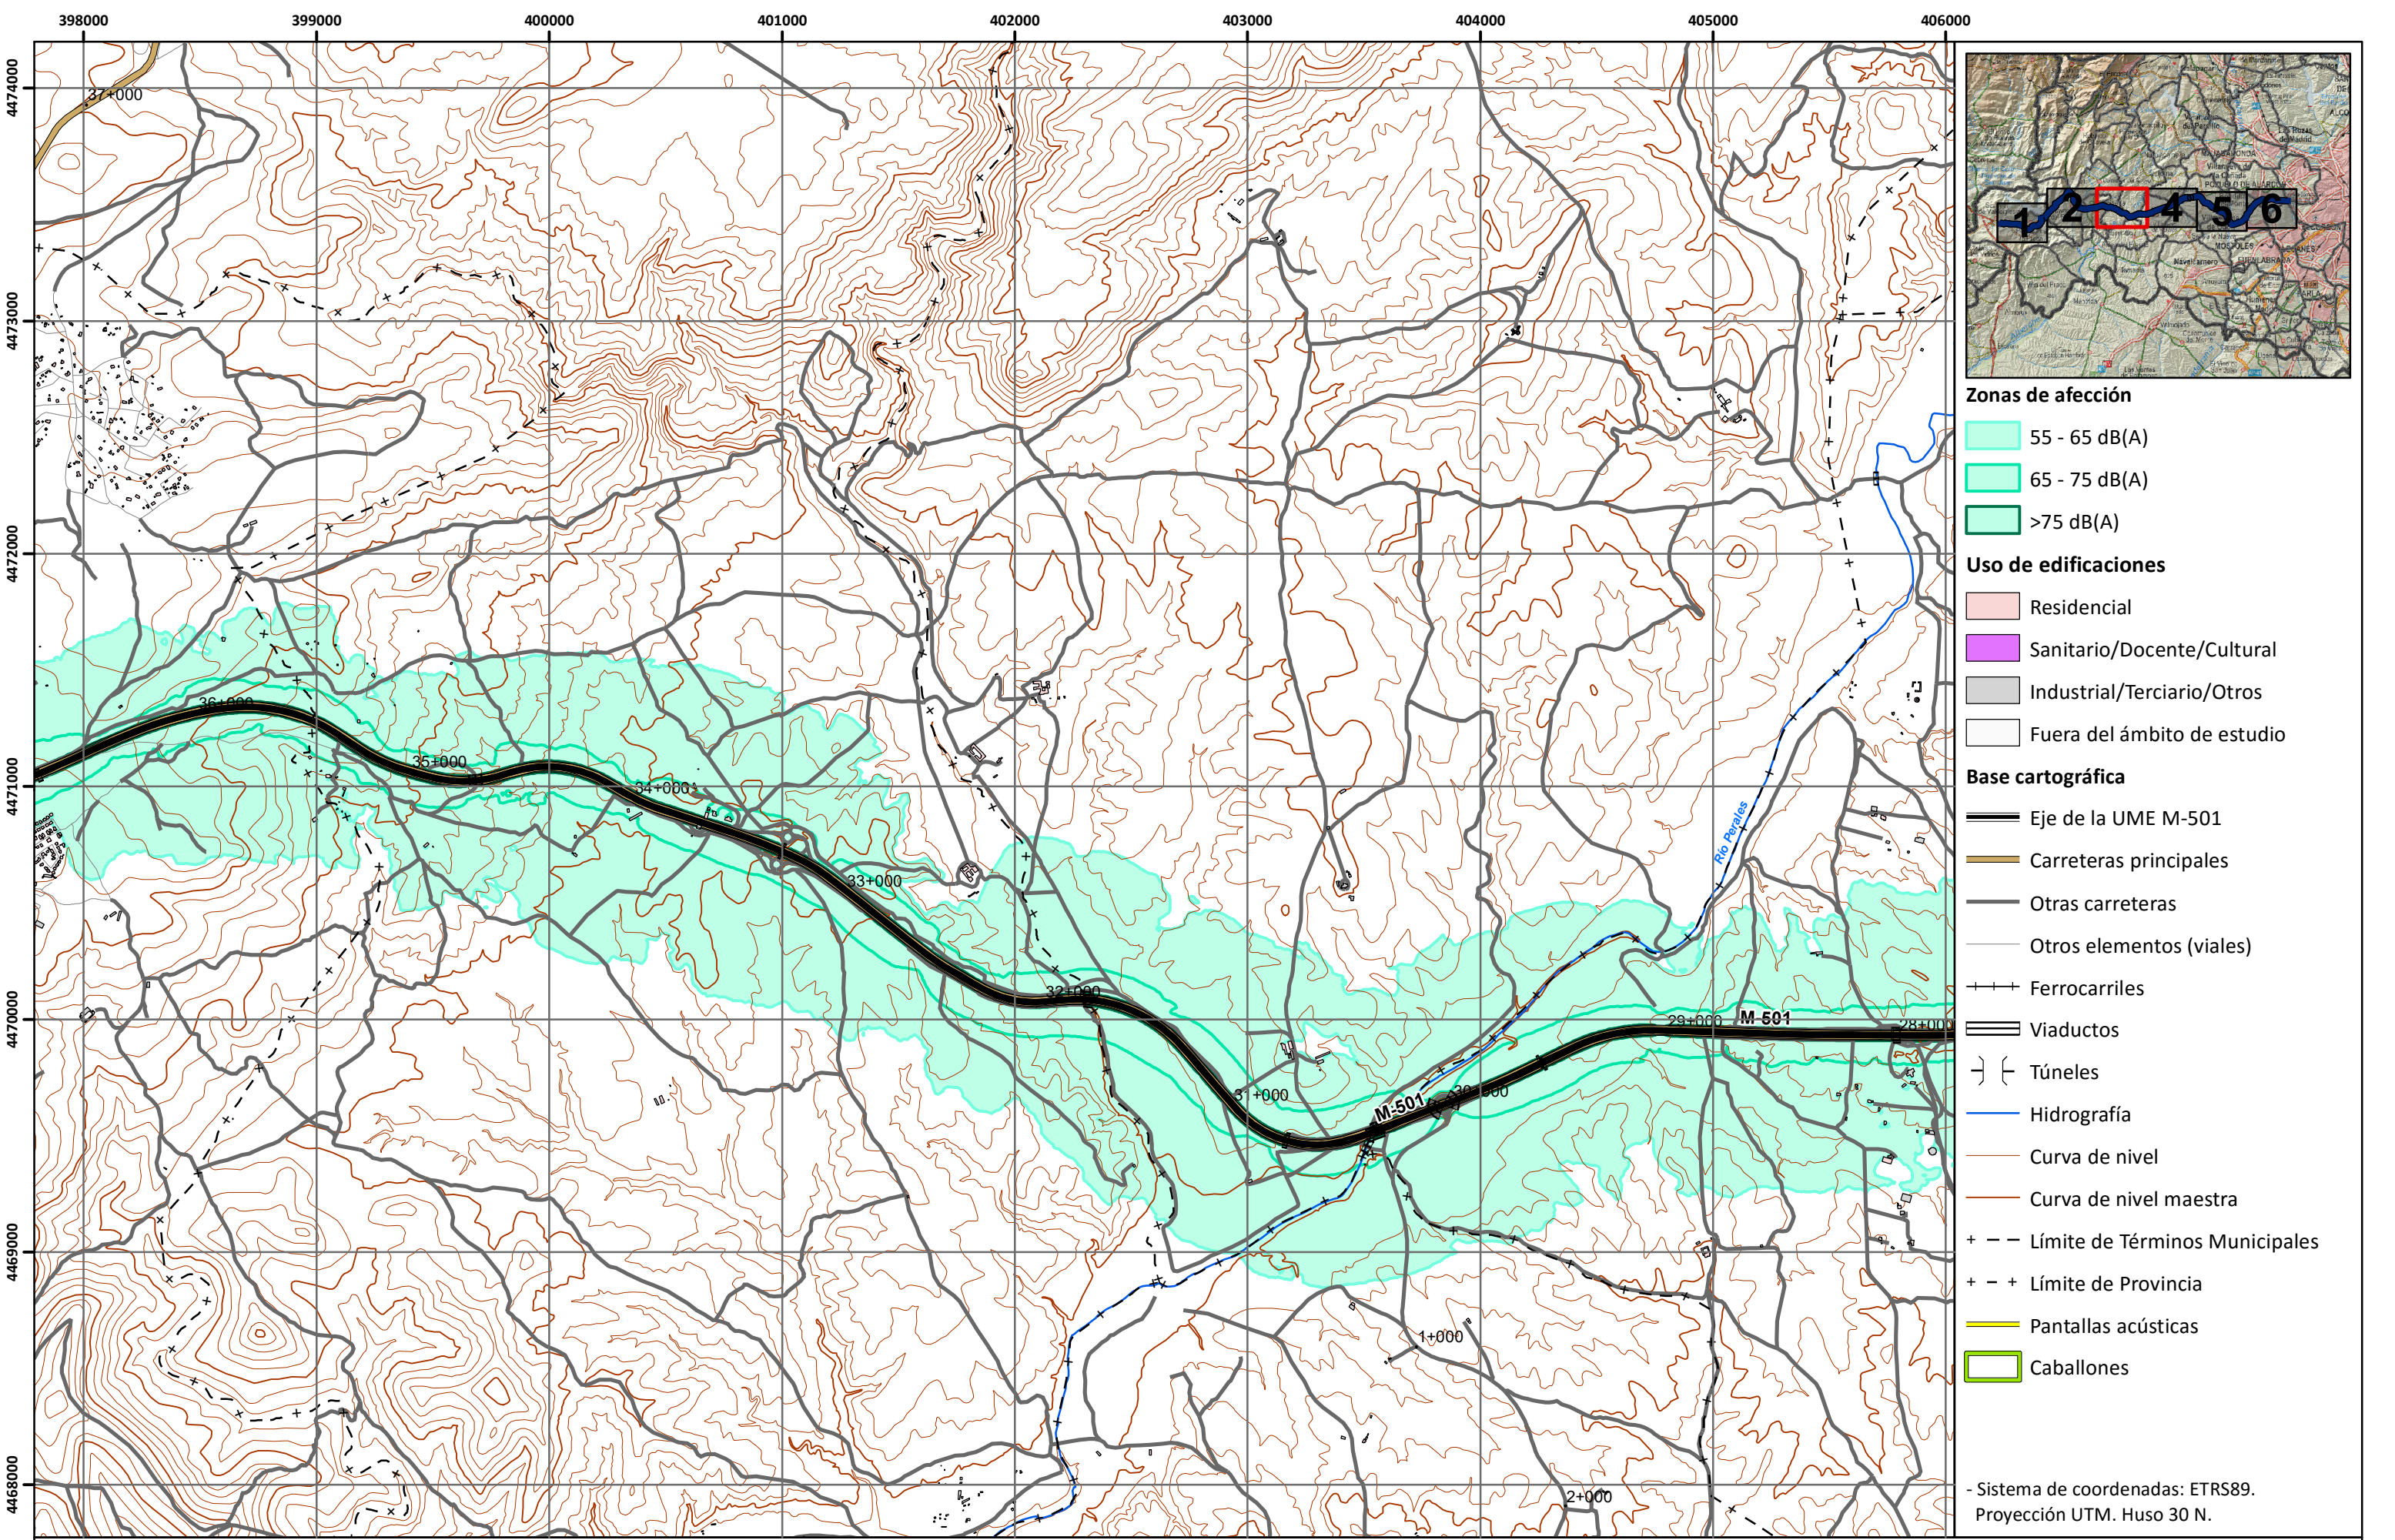 398000 399000 400000 401000 402000 403000 404000 405000 406000
4474000
4473000
4472000
4471000
4470000
4469000
4468000
37+000
36+000
35+000
34+000
33+000
32+000
31+000
30+000
29+000
28+000
M-501
M-501
Río Perales
1+000
2+000
1 2 4 5 6
Zonas de afección
55 - 65 dB(A)
65 - 75 dB(A)
>75 dB(A)
Uso de edificaciones
Residencial
Sanitario/Docente/Cultural
Industrial/Terciario/Otros
Fuera del ámbito de estudio
Base cartográfica
Eje de la UME M-501
Carreteras principales
Otras carreteras
Otros elementos (viales)
Ferrocarriles
Viaductos
Túneles
Hidrografía
Curva de nivel
Curva de nivel maestra
Límite de Términos Municipales
Límite de Provincia
Pantallas acústicas
Caballones
- Sistema de coordenadas: ETRS89.
Proyección UTM. Huso 30 N.